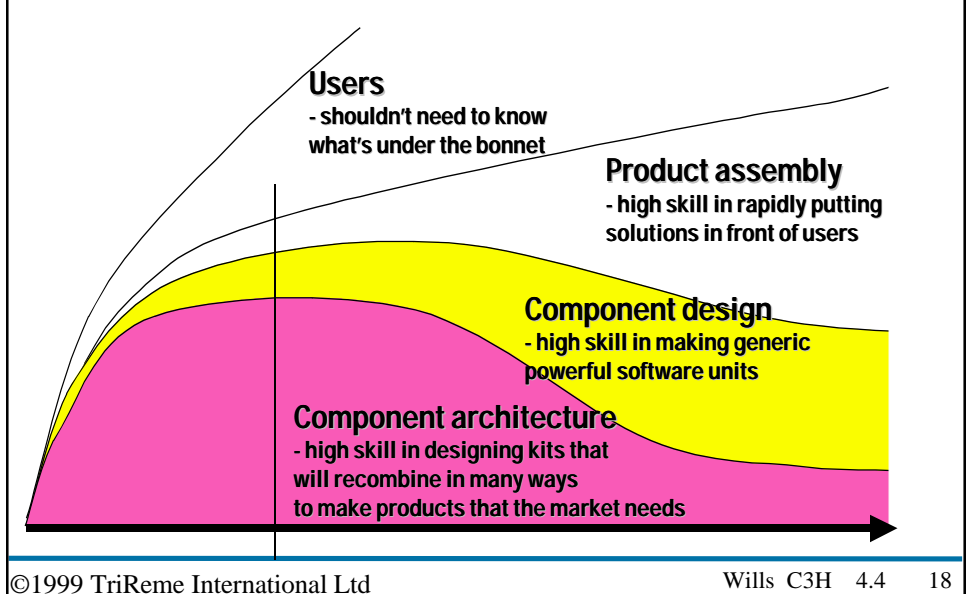 Users
- shouldn't need to know
what's under the bonnet
Product assembly
- high skill in rapidly putting
solutions in front of users
Component design
- high skill in making generic
powerful software units
Component architecture
- high skill in designing kits that
will recombine in many ways
to make products that the market needs
©1999 TriReme International Ltd
Wills C3H 4.4 18